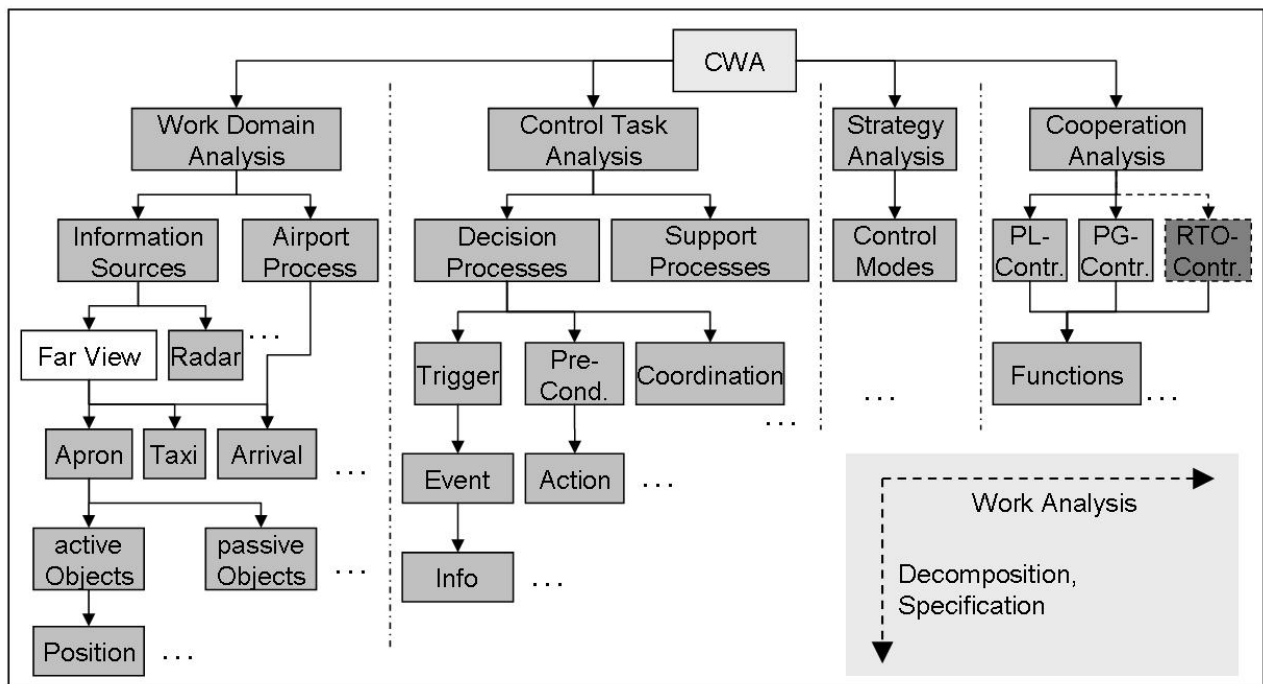 CWA
Work Domain
Analysis
Control Task
Analysis
Strategy
Analysis
Cooperation
Analysis
Information
Sources
Airport
Process
Decision
Processes
Support
Processes
Control
Modes
PL-
Contr.
PG-
Contr.
RTO-
Contr.
Far View
Radar
...
Trigger
Pre-
Cond.
Coordination
...
...
Functions
...
Apron
Taxi
Arrival
...
Event
Action
...
active
Objects
passive
Objects
...
Info
...
Position
...
Work Analysis
Decomposition,
Specification